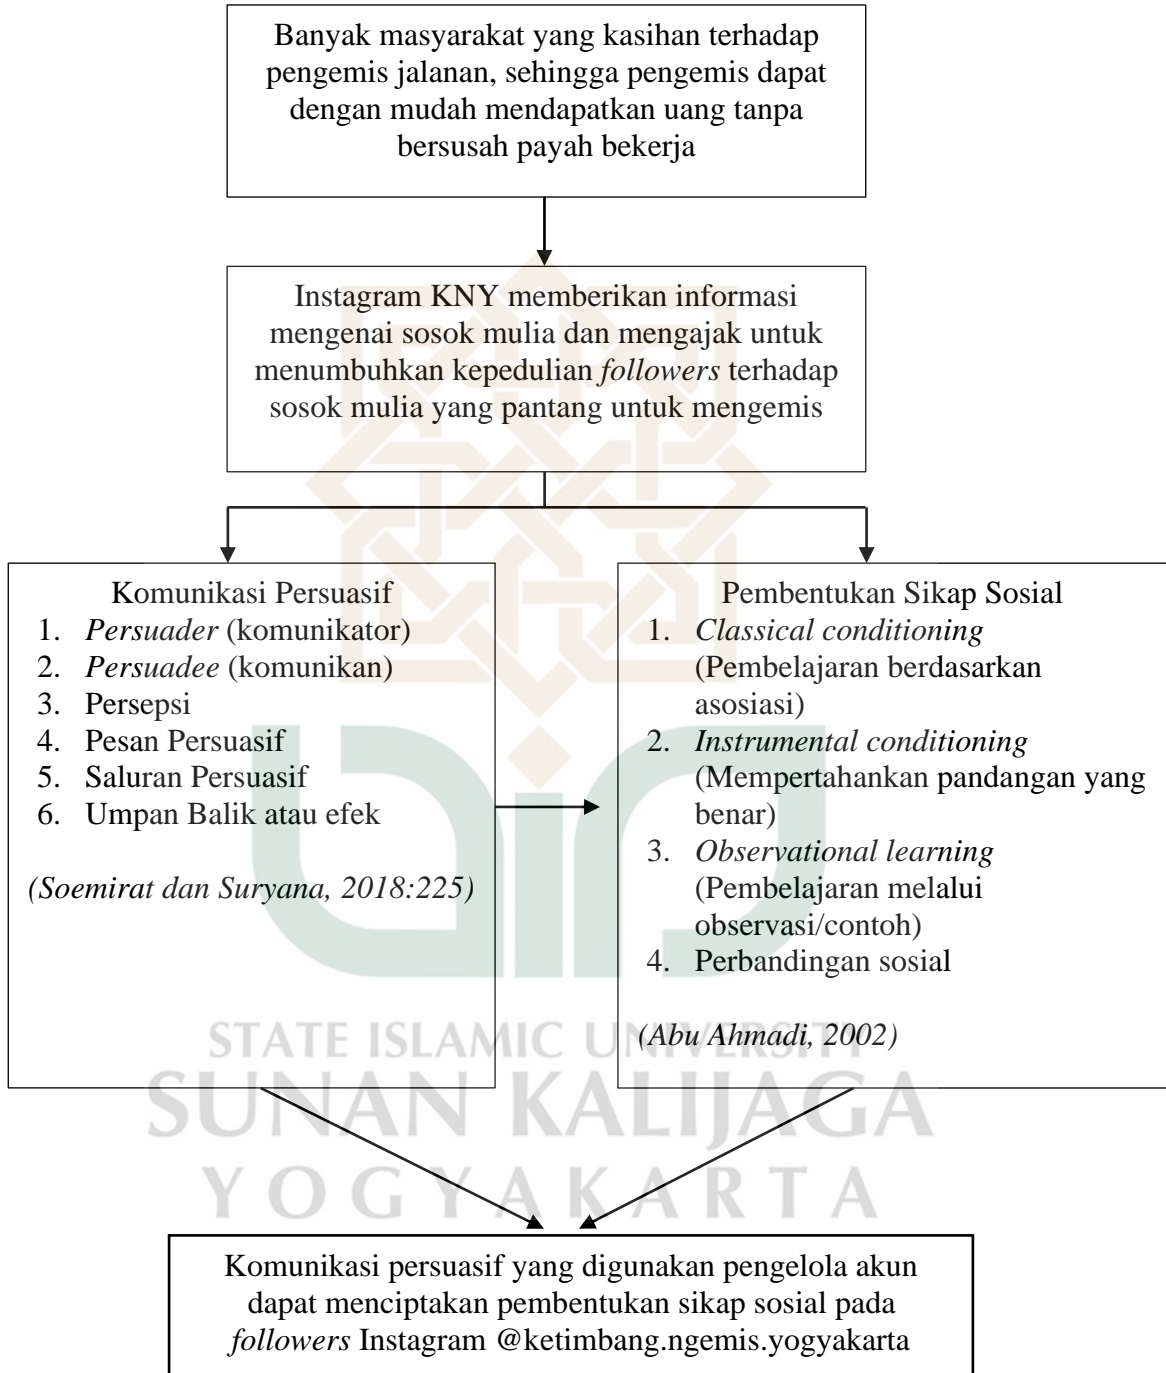 Banyak masyarakat yang kasihan terhadap
pengemis jalanan, sehingga pengemis dapat
dengan mudah mendapatkan uang tanpa
bersusah payah bekerja
Instagram KNY memberikan informasi
mengenai sosok mulia dan mengajak untuk
menumbuhkan kepedulian followers terhadap
sosok mulia yang pantang untuk mengemis
Komunikasi Persuasif
1. Persuader (komunikator)
2. Persuadee (komunikan)
3. Persepsi
4. Pesan Persuasif
5. Saluran Persuasif
6. Umpan Balik atau efek
(Soemirat dan Suryana, 2018:225)
Pembentukan Sikap Sosial
1. Classical conditioning
(Pembelajaran berdasarkan
asosiasi)
2. Instrumental conditioning
(Mempertahankan pandangan yang
benar)
3. Observational learning
(Pembelajaran melalui
observasi/contoh)
4. Perbandingan sosial
(Abu Ahmadi, 2002)
STATE ISLAMIC UNIVERSITY
SUNAN KALIJAGA
YOGYAKARTA
Komunikasi persuasif yang digunakan pengelola akun
dapat menciptakan pembentukan sikap sosial pada
followers Instagram @ketimbang.ngemis.yogyakarta